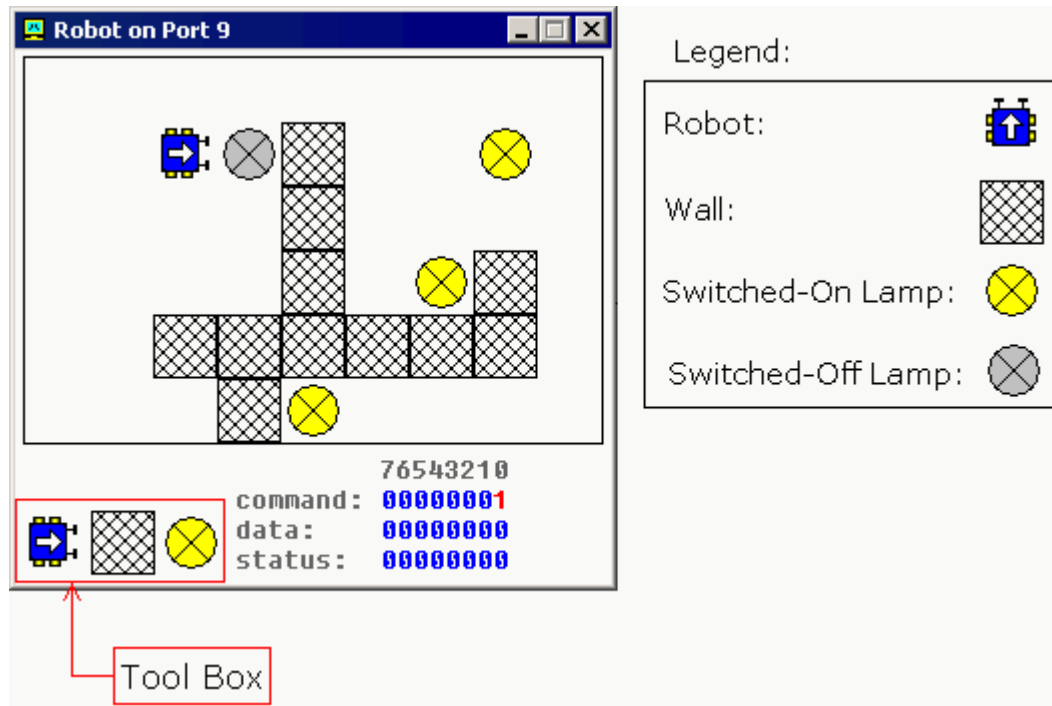 Robot on Port 9
Legend:
Robot:
Wall:
Switched-On Lamp:
Switched-Off Lamp:
76543210
command: 00000001
data: 00000000
status: 00000000
Tool Box